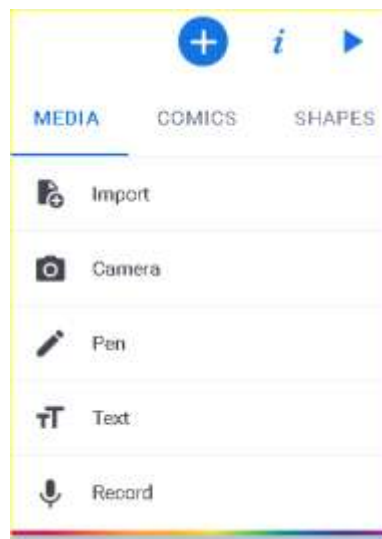 MEDIA COMICS SHAPES
Import
Camera
Pen
Text
Record